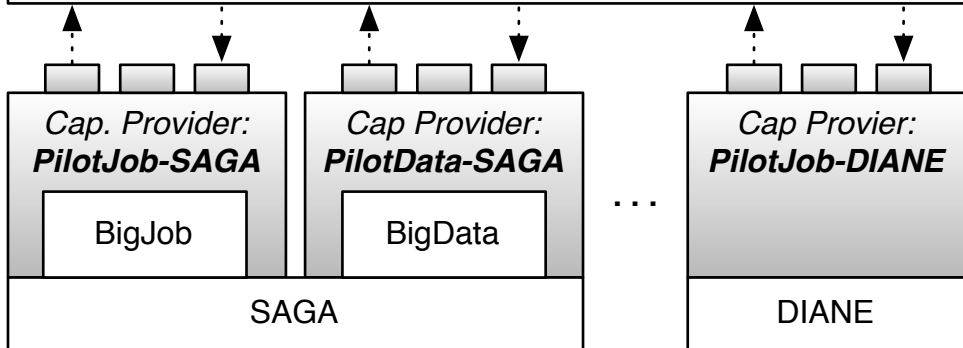 Cap. Provider:
PilotJob-SAGA
Cap Provider:
PilotData-SAGA
Cap Provier:
PilotJob-DIANE
. . .
BigJob
BigData
SAGA
DIANE